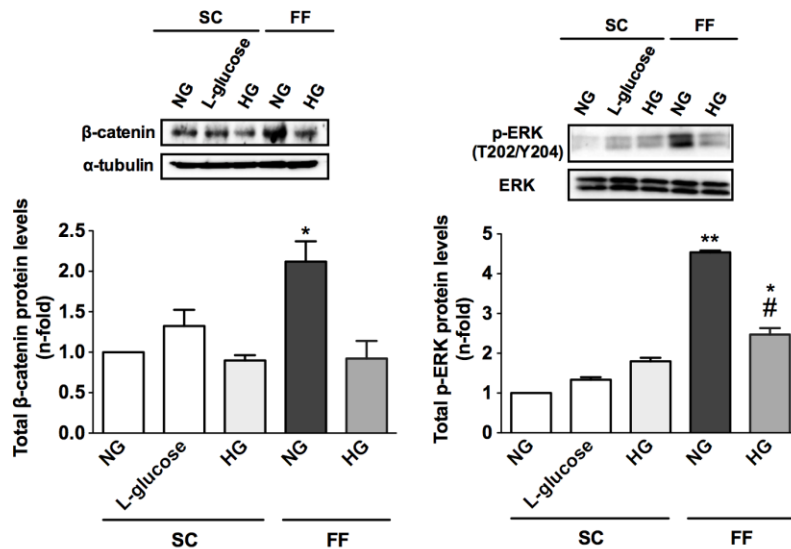 SC FF
NG L-glucose HG NG HG
β-catenin
α-tubulin
Total β-catenin protein levels
(n-fold)
2.5
2.0
1.5
1.0
0.5
0.0
*
NG L-glucose HG NG HG
SC FF
SC FF
NG L-glucose HG NG HG
p-ERK
(T202/Y204)
ERK
Total p-ERK protein levels
(n-fold)
5
4
3
2
1
0
**
*
#
NG L-glucose HG NG HG
SC FF